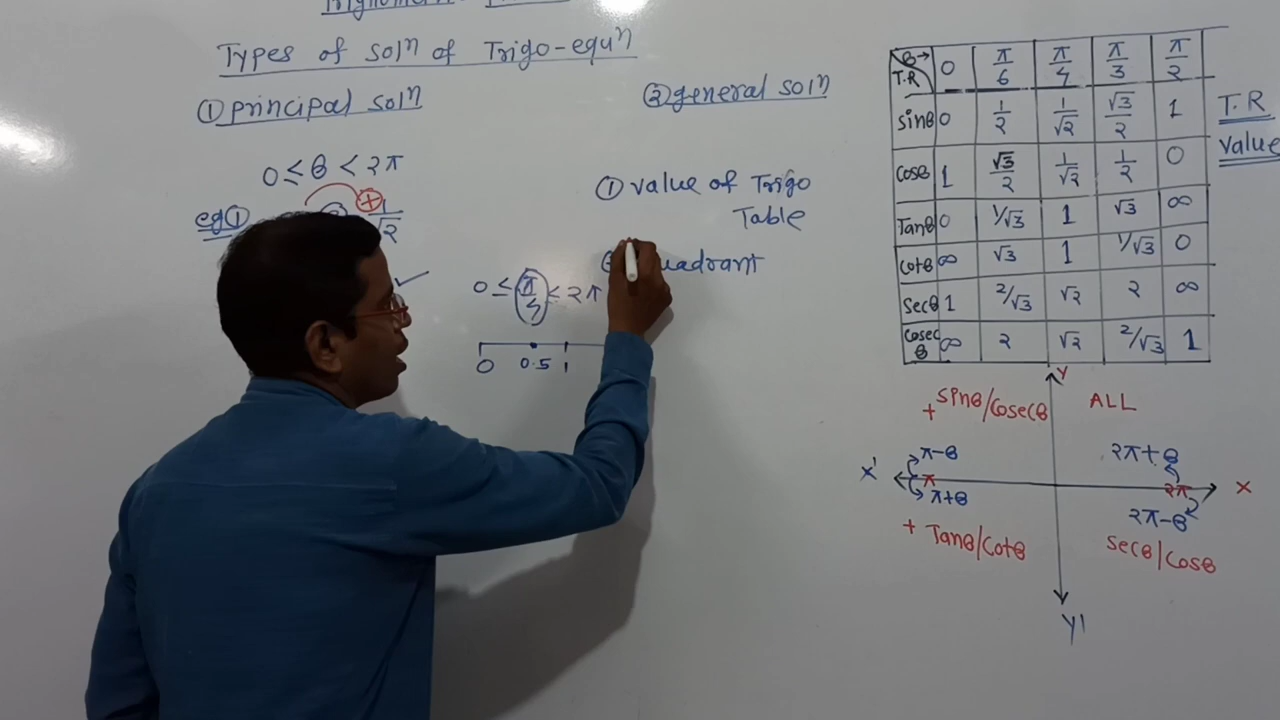 Types of solⁿ of Trigo-equⁿ
① principal solⁿ
0 ≤ θ < 2π
eg ①
+ 1/√2
0 ≤ π/4 ≤ 2π
0 0.5 1
② general solⁿ
① value of Trigo
Table
θ→ T.R 0 π/6 π/4 π/3 π/2
sinθ 0 1/2 1/√2 √3/2 1
cosθ 1 √3/2 1/√2 1/2 0
Tanθ 0 1/√3 1 √3 ∞
cotθ ∞ √3 1 1/√3 0
secθ 1 2/√3 √2 2 ∞
cosec θ ∞ 2 √2 2/√3 1
T.R
value
Y
+ sinθ/cosecθ ALL
π-θ 2π+θ
X' π 2π X
π+θ 2π-θ
+ Tanθ/cotθ secθ/cosθ
Y'